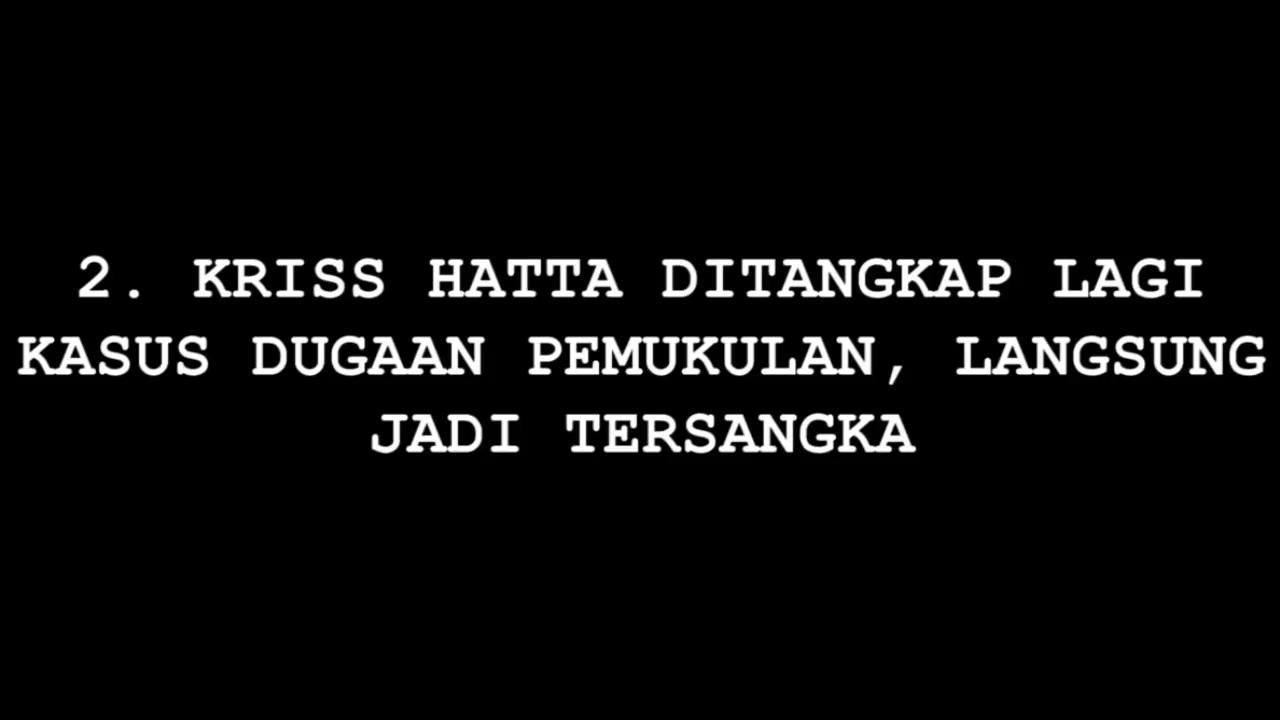 2. KRISS HATTA DITANGKAP LAGI
KASUS DUGAAN PEMUKULAN, LANGSUNG
JADI TERSANGKA